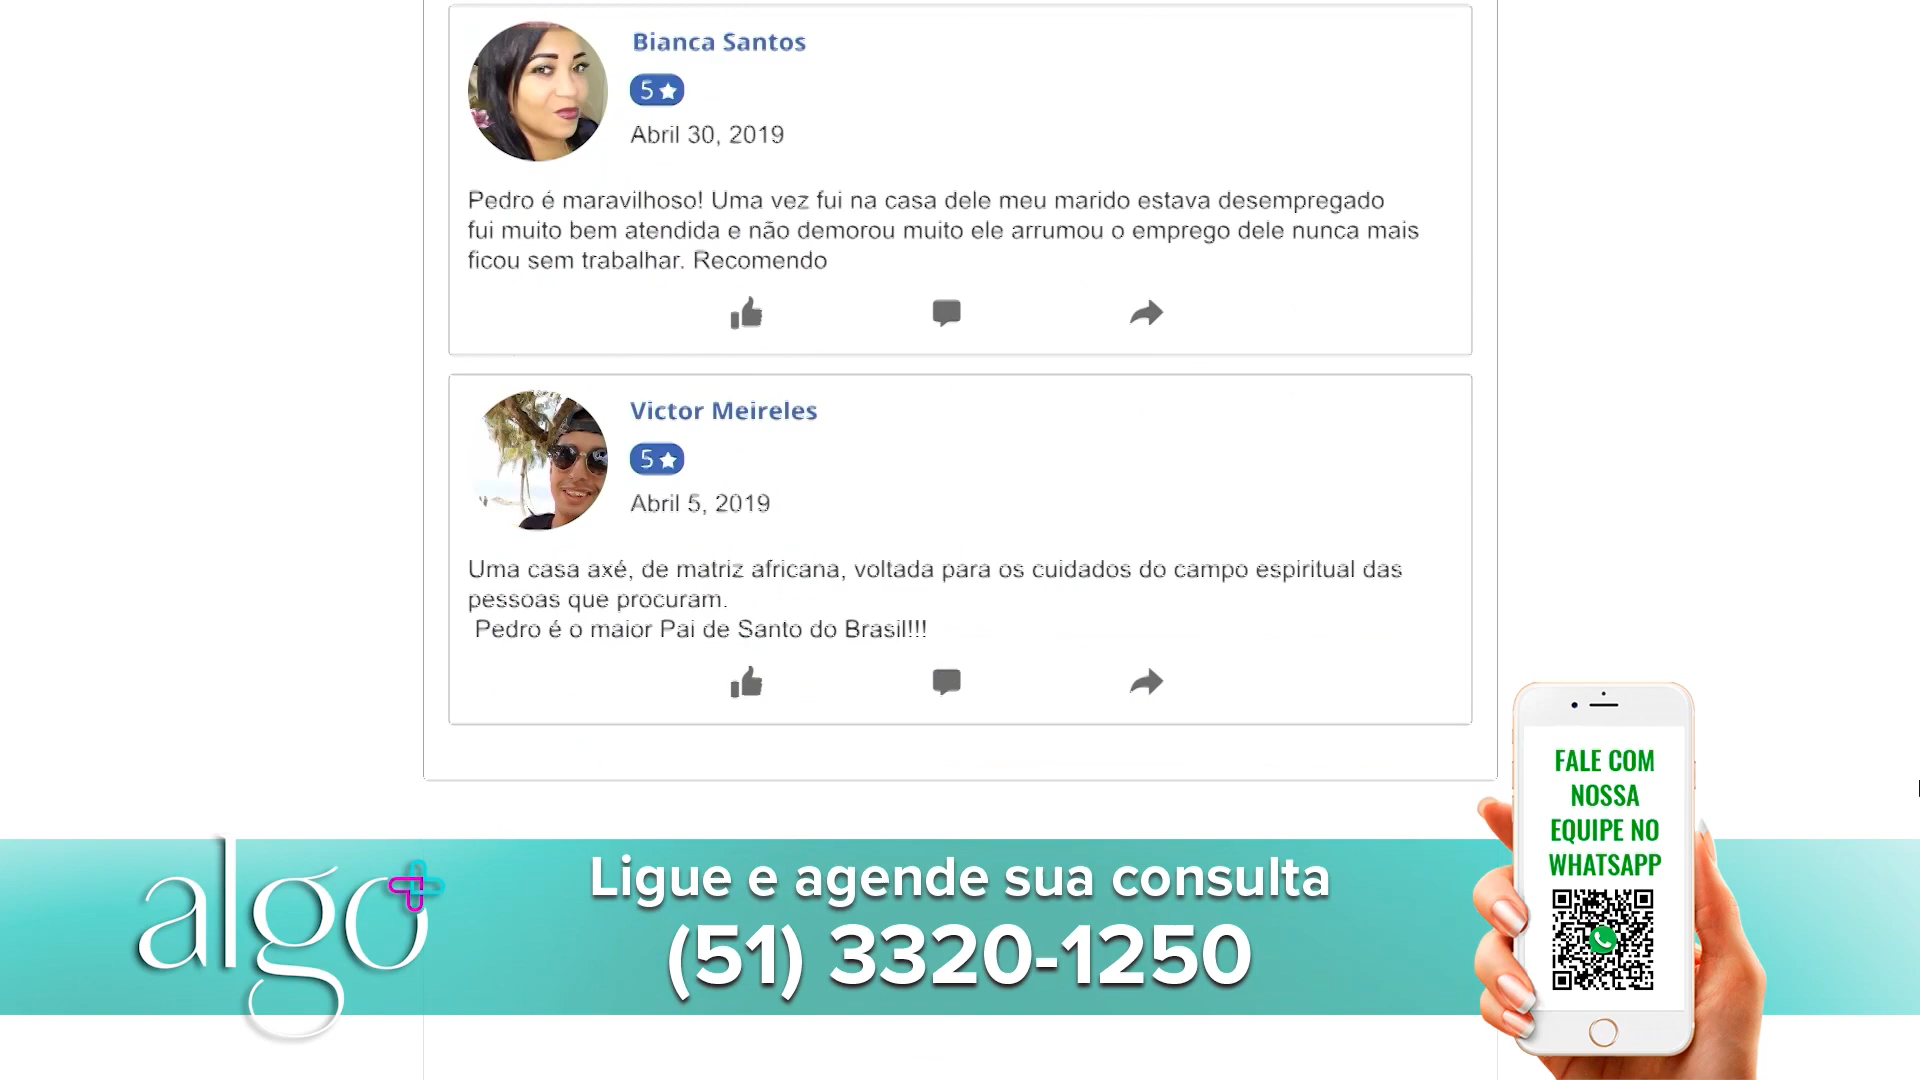 Bianca Santos
5
Abril 30, 2019
Pedro é maravilhoso! Uma vez fui na casa dele meu marido estava desempregado
fui muito bem atendida e não demorou muito ele arrumou o emprego dele nunca mais
ficou sem trabalhar. Recomendo
Victor Meireles
5
Abril 5, 2019
Uma casa axé, de matriz africana, voltada para os cuidados do campo espiritual das
pessoas que procuram.
Pedro é o maior Pai de Santo do Brasil!!!
algo+
Ligue e agende sua consulta
(51) 3320-1250
FALE COM
NOSSA
EQUIPE NO
WHATSAPP